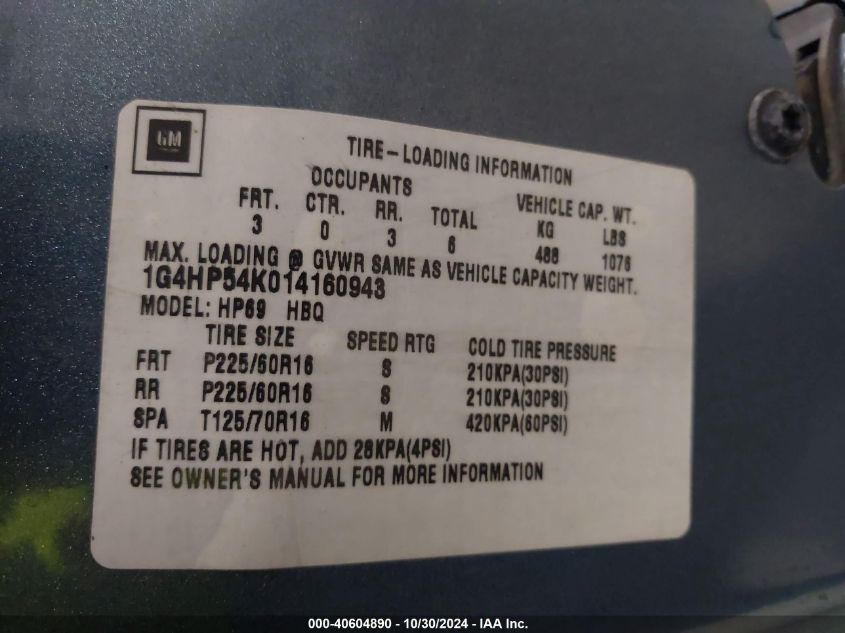 GM
TIRE-LOADING INFORMATION
OCCUPANTS VEHICLE CAP. WT.
FRT. CTR. RR. TOTAL KG LBS
3 0 3 6 488 1076
MAX. LOADING @ GVWR SAME AS VEHICLE CAPACITY WEIGHT.
1G4HP54K014160943
MODEL: HP69 HBQ
TIRE SIZE SPEED RTG COLD TIRE PRESSURE
FRT P225/60R16 S 210KPA(30PSI)
RR P225/60R16 S 210KPA(30PSI)
SPA T125/70R16 M 420KPA(60PSI)
IF TIRES ARE HOT, ADD 28KPA(4PSI)
SEE OWNER'S MANUAL FOR MORE INFORMATION
000-40604890 - 10/30/2024 - IAA Inc.